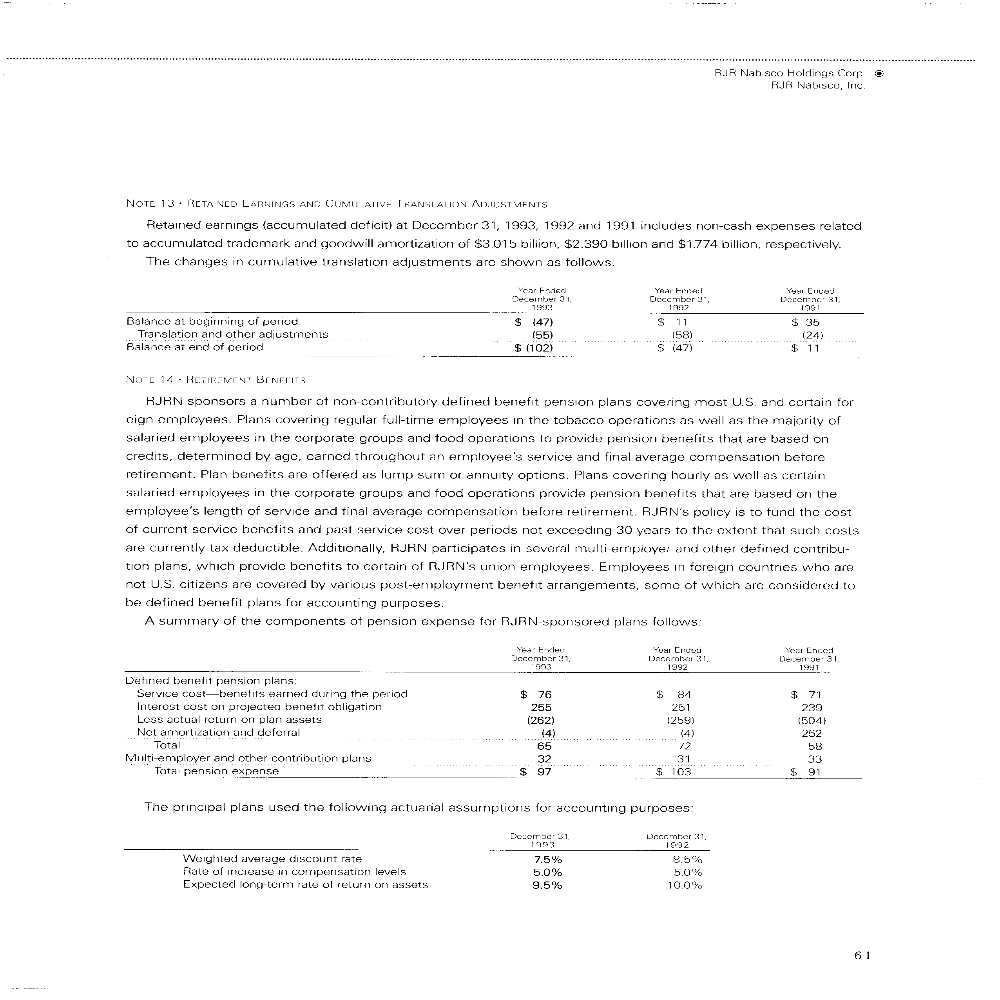 RJR Nabisco Holdings Corp.
RJR Nabisco, Inc.
NOTE 13 • RETAINED EARNINGS AND CUMULATIVE TRANSLATION ADJUSTMENTS
Retained earnings (accumulated deficit) at December 31, 1993, 1992 and 1991 includes non-cash expenses related
to accumulated trademark and goodwill amortization of $3.015 billion, $2.390 billion and $1.774 billion, respectively.
The changes in cumulative translation adjustments are shown as follows:
Year Ended Year Ended Year Ended
December 31, December 31, December 31,
1993 1992 1991
Balance at beginning of period $ (47) $ 11 $ 35
Translation and other adjustments (55) (58) (24)
Balance at end of period $ (102) $ (47) $ 11
NOTE 14 • RETIREMENT BENEFITS
RJRN sponsors a number of non-contributory defined benefit pension plans covering most U.S. and certain for
eign employees. Plans covering regular full-time employees in the tobacco operations as well as the majority of
salaried employees in the corporate groups and food operations to provide pension benefits that are based on
credits, determined by age, earned throughout an employee's service and final average compensation before
retirement. Plan benefits are offered as lump sum or annuity options. Plans covering hourly as well as certain
salaried employees in the corporate groups and food operations provide pension benefits that are based on the
employee's length of service and final average compensation before retirement. RJRN's policy is to fund the cost
of current service benefits and past service cost over periods not exceeding 30 years to the extent that such costs
are currently tax deductible. Additionally, RJRN participates in several multi-employer and other defined contribu-
tion plans, which provide benefits to certain of RJRN's union employees. Employees in foreign countries who are
not U.S. citizens are covered by various post-employment benefit arrangements, some of which are considered to
be defined benefit plans for accounting purposes.
A summary of the components of pension expense for RJRN-sponsored plans follows:
Year Ended Year Ended Year Ended
December 31, December 31, December 31,
1993 1992 1991
Defined benefit pension plans:
Service cost—benefits earned during the period $ 76 $ 84 $ 71
Interest cost on projected benefit obligation 255 251 239
Less actual return on plan assets (262) (259) (504)
Net amortization and deferral (4) (4) 252
Total 65 72 58
Multi-employer and other contribution plans 32 31 33
Total pension expense $ 97 $ 103 $ 91
The principal plans used the following actuarial assumptions for accounting purposes:
December 31, December 31,
1993 1992
Weighted average discount rate 7.5% 8.5%
Rate of increase in compensation levels 5.0% 5.0%
Expected long-term rate of return on assets 9.5% 10.0%
61